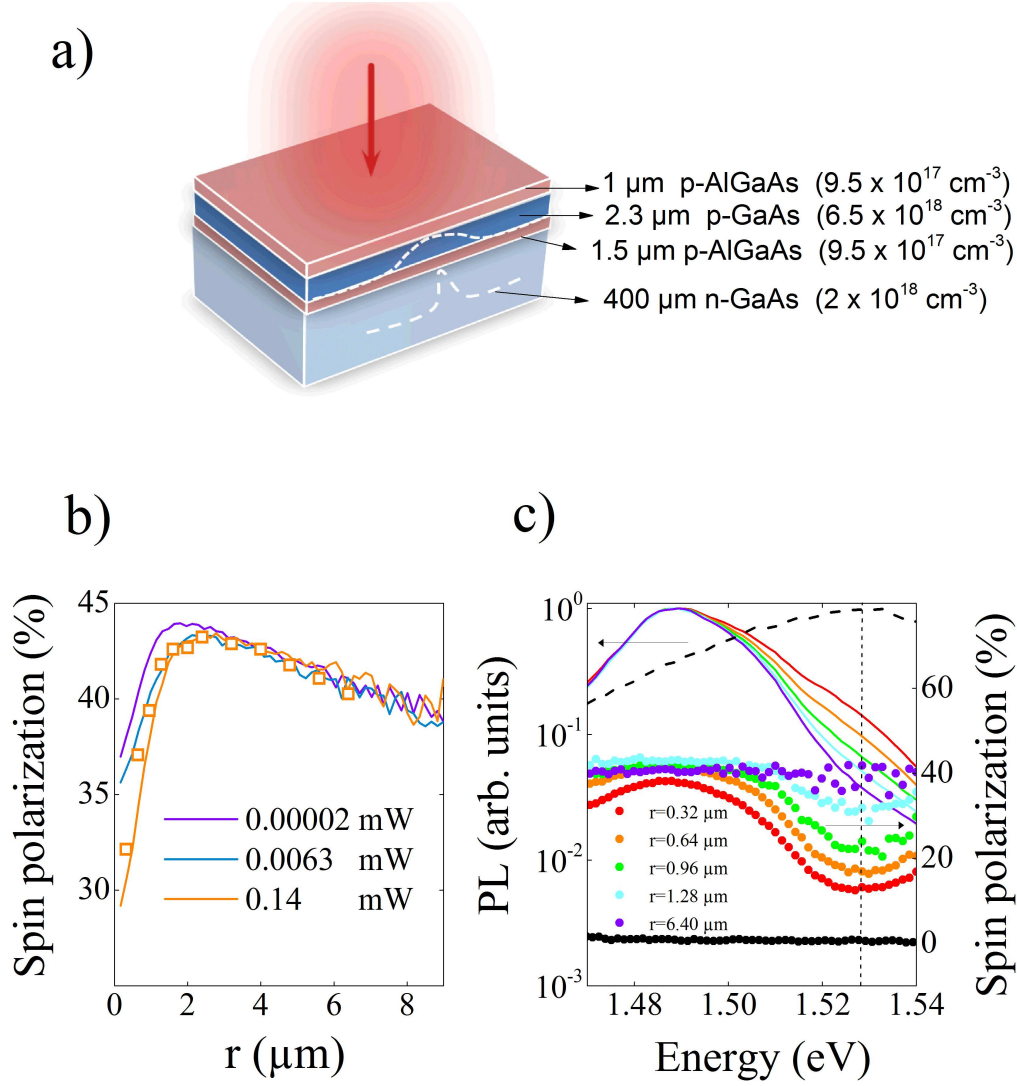 a)
1 µm p-AlGaAs (9.5 x 10¹⁷ cm⁻³)
2.3 µm p-GaAs (6.5 x 10¹⁸ cm⁻³)
1.5 µm p-AlGaAs (9.5 x 10¹⁷ cm⁻³)
400 µm n-GaAs (2 x 10¹⁸ cm⁻³)
b)
Spin polarization (%)
45
40
35
30
0.00002 mW
0.0063 mW
0.14 mW
0 2 4 6 8
r (µm)
c)
PL (arb. units)
10⁰
10⁻¹
10⁻²
10⁻³
r=0.32 µm
r=0.64 µm
r=0.96 µm
r=1.28 µm
r=6.40 µm
60
40
20
0
Spin polarization (%)
1.48 1.50 1.52 1.54
Energy (eV)